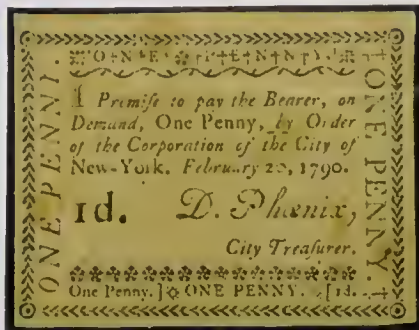 O N E P E N N Y.
ONE PENNY.
I Promise to pay the Bearer, on
Demand, One Penny, by Order
of the Corporation of the City of
New-York. February 20, 1790.
1d. D. Phœnix,
City Treasurer.
One Penny. ] ONE PENNY. [ 1d.
ONE PENNY.